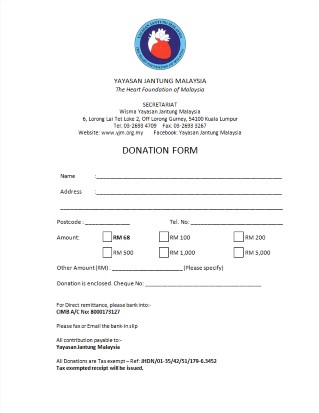 YAYASAN JANTUNG MALAYSIA
The Heart Foundation of Malaysia
SECRETARIAT
Wisma Yayasan Jantung Malaysia
6, Lorong Lai Tet Loke 2, Off Lorong Gurney, 54100 Kuala Lumpur
Tel: 03-2693 4709 Fax: 03-2693 3267
Website: www.yjm.org.my Facebook: Yayasan Jantung Malaysia
DONATION FORM
Name :
Address :
Postcode : Tel. No:
Amount: RM 68 RM 100 RM 200
RM 500 RM 1,000 RM 5,000
Other Amount (RM) : (Please specify)
Donation is enclosed. Cheque No:
For Direct remittance, please bank into:-
CIMB A/C No: 8000173127
Please fax or Email the bank-in slip
All contribution payable to:-
Yayasan Jantung Malaysia
All Donations are Tax exempt – Ref: JHDN/01-35/42/51/179-6.3452
Tax exempted receipt will be issued.